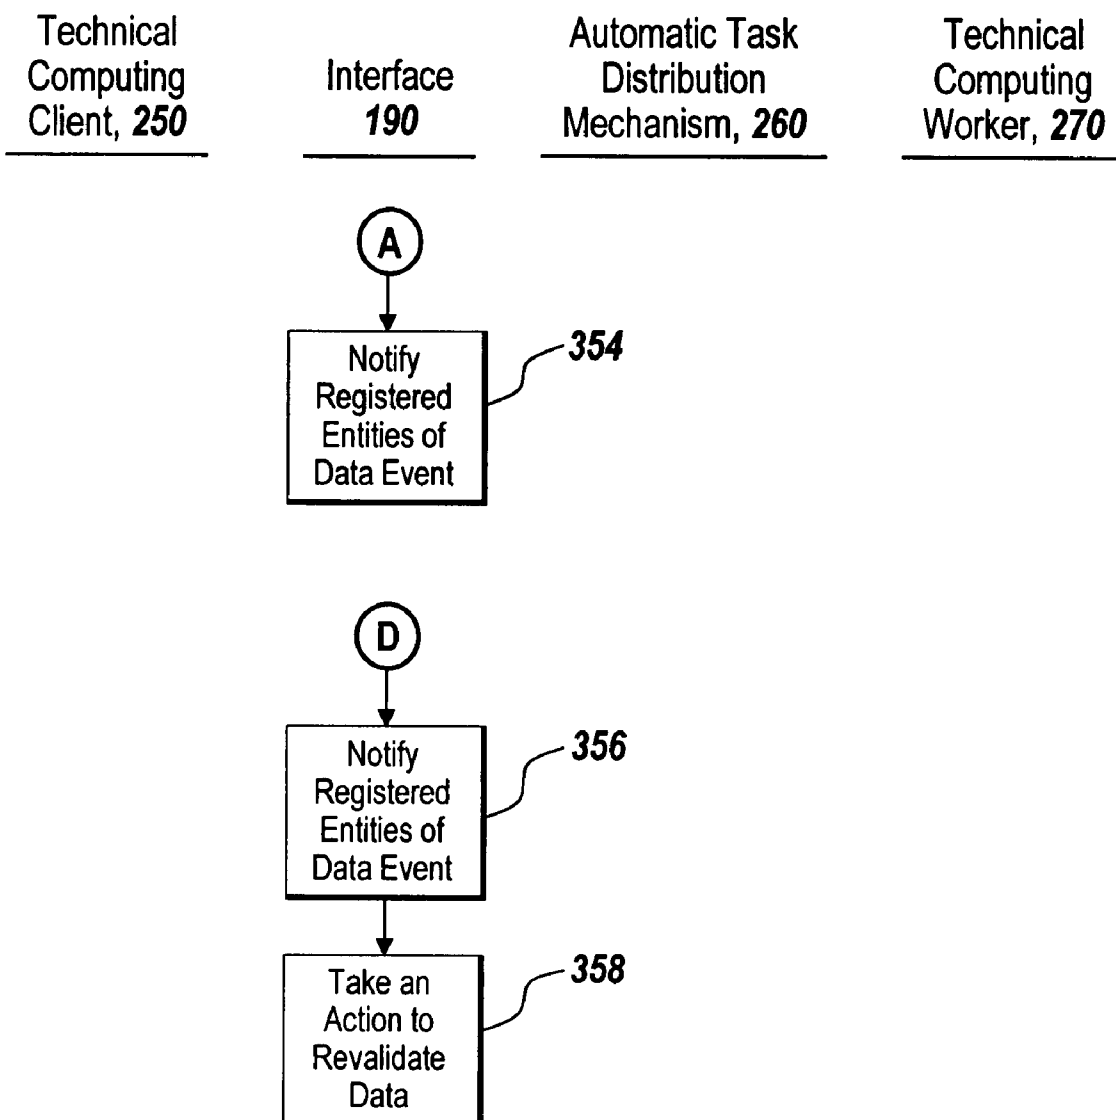 Technical
Computing
Client, 250
Interface
190
Automatic Task
Distribution
Mechanism, 260
Technical
Computing
Worker, 270
A
Notify
Registered
Entities of
Data Event
354
D
Notify
Registered
Entities of
Data Event
356
Take an
Action to
Revalidate
Data
358